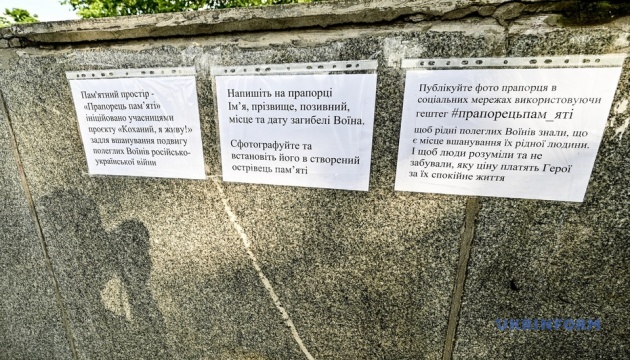 Пам'ятний простір -
«Прапорець пам'яті»
ініційовано учасницями
проєкту «Коханий, я живу!»
задля вшанування подвигу
полеглих Воїнів російсько-
української війни
Напишіть на прапорці
Ім'я, прізвище, позивний,
місце та дату загибелі Воїна.
Сфотографуйте та
встановіть його в створений
острівець пам'яті
Публікуйте фото прапорця в
соціальних мережах використовуючи
гештег #прапорецьпам_яті
щоб рідні полеглих Воїнів знали, що
є місце вшанування їх рідної людини.
І щоб люди розуміли та не
забували, яку ціну платять Герої
за їх спокійне життя
UKRINFORM